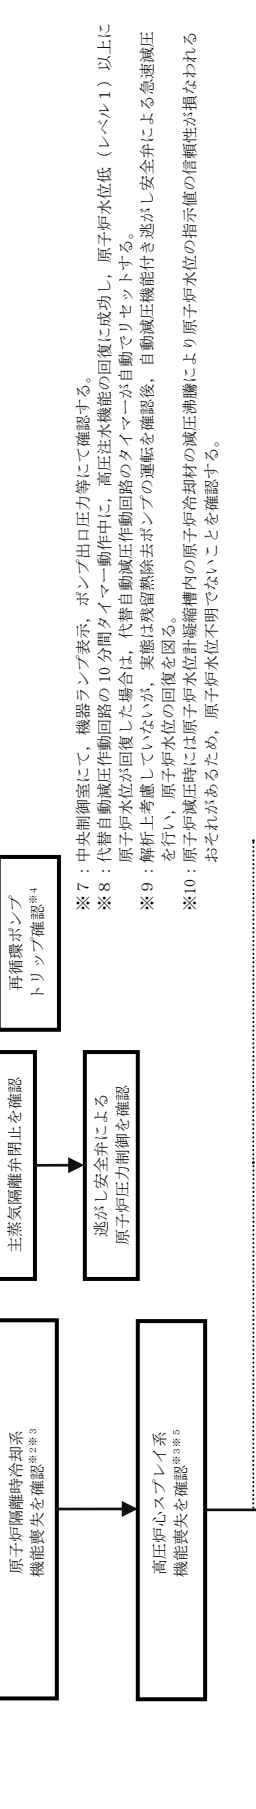 原子炉隔離時冷却系
機能喪失を確認※2※3
高圧炉心スプレイ系
機能喪失を確認※3※5
主蒸気隔離弁閉止を確認
逃がし安全弁による
原子炉圧力制御を確認
再循環ポンプ
トリップ確認※4
※7：中央制御室にて，機器ランプ表示，ポンプ出口圧力等にて確認する。
※8：代替自動減圧作動回路の10分間タイマー動作中に，高圧注水機能の回復に成功し，原子炉水位低（レベル1）以上に
原子炉水位が回復した場合は，代替自動減圧作動回路のタイマーが自動でリセットする。
※9：解析上考慮していないが，実態は残留熱除去ポンプの運転を確認後，自動減圧機能付き逃がし安全弁による急速減圧
を行い，原子炉水位の回復を図る。
※10：原子炉減圧時には原子炉水位計凝縮槽内の原子炉冷却材の減圧沸騰により原子炉水位の指示値の信頼性が損なわれる
おそれがあるため，原子炉水位不明でないことを確認する。